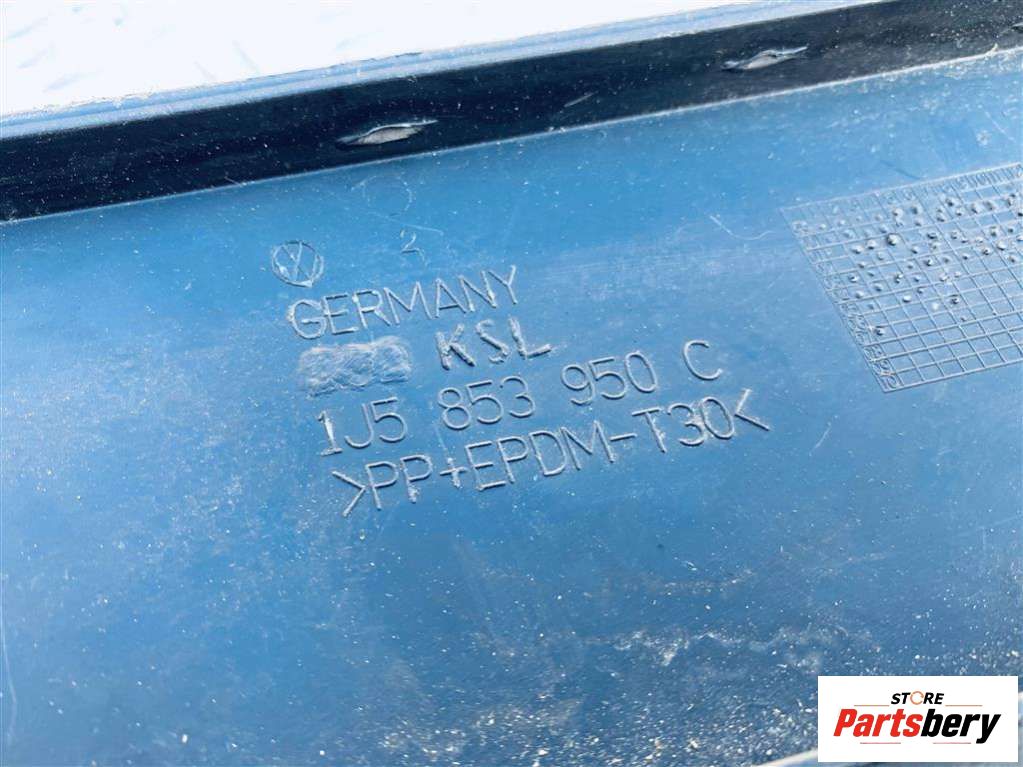 2
GERMANY
KSL
1J5 853 950 C
>PP+EPDM-T30<
STORE
Partsbery